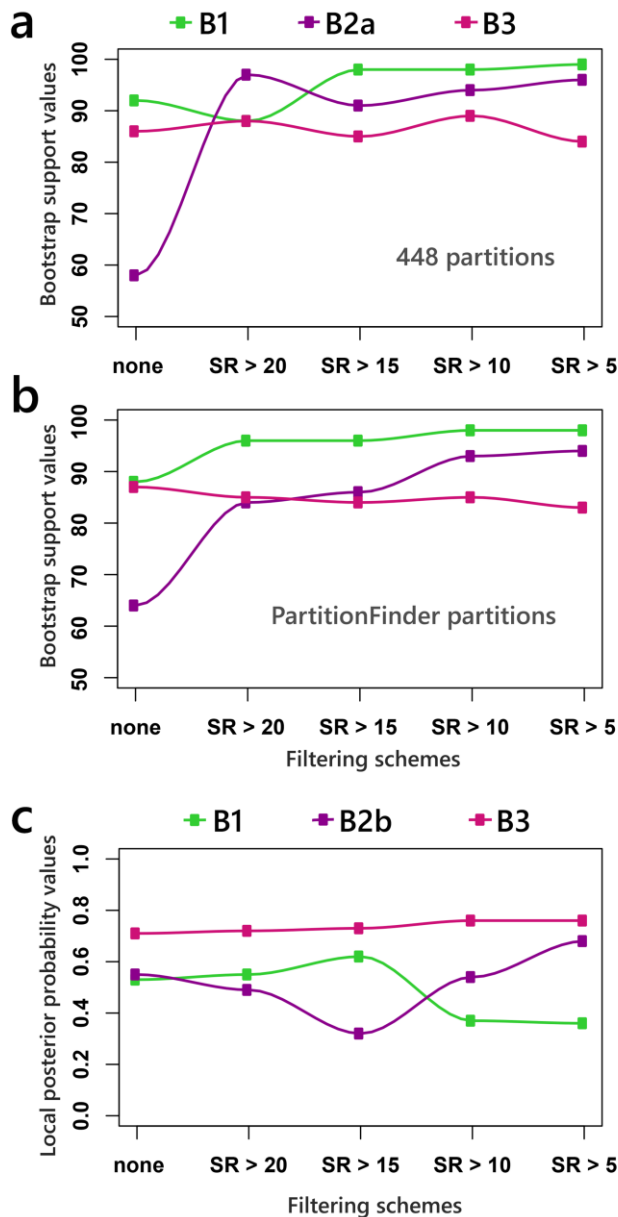 a
B1 B2a B3
Bootstrap support values
100
90
80
70
60
50
448 partitions
none SR > 20 SR > 15 SR > 10 SR > 5
b
Bootstrap support values
100
90
80
70
60
50
PartitionFinder partitions
none SR > 20 SR > 15 SR > 10 SR > 5
Filtering schemes
c
B1 B2b B3
Local posterior probability values
1.0
0.8
0.6
0.4
0.2
0.0
none SR > 20 SR > 15 SR > 10 SR > 5
Filtering schemes